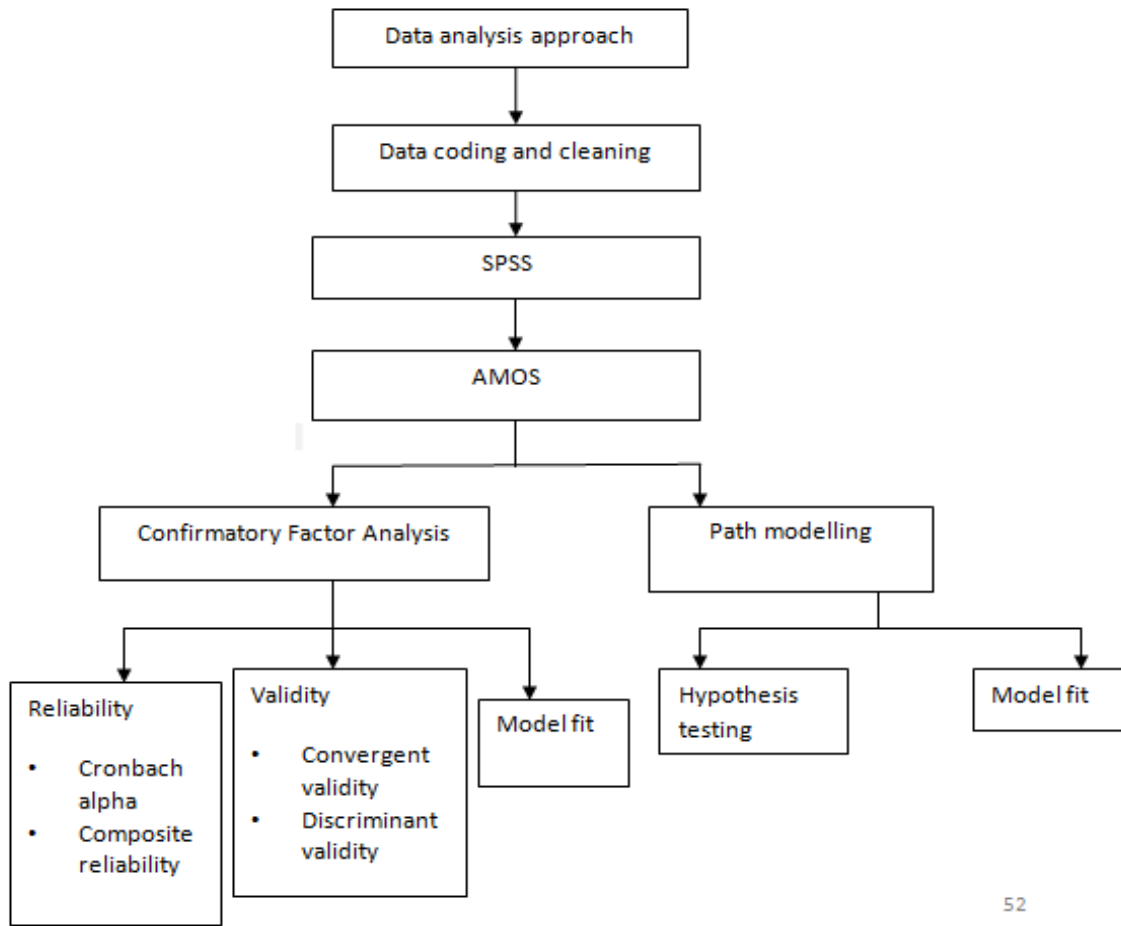 Data analysis approach
Data coding and cleaning
SPSS
AMOS
Confirmatory Factor Analysis
Path modelling
Reliability
• Cronbach
alpha
• Composite
reliability
Validity
• Convergent
validity
• Discriminant
validity
Model fit
Hypothesis
testing
Model fit
52